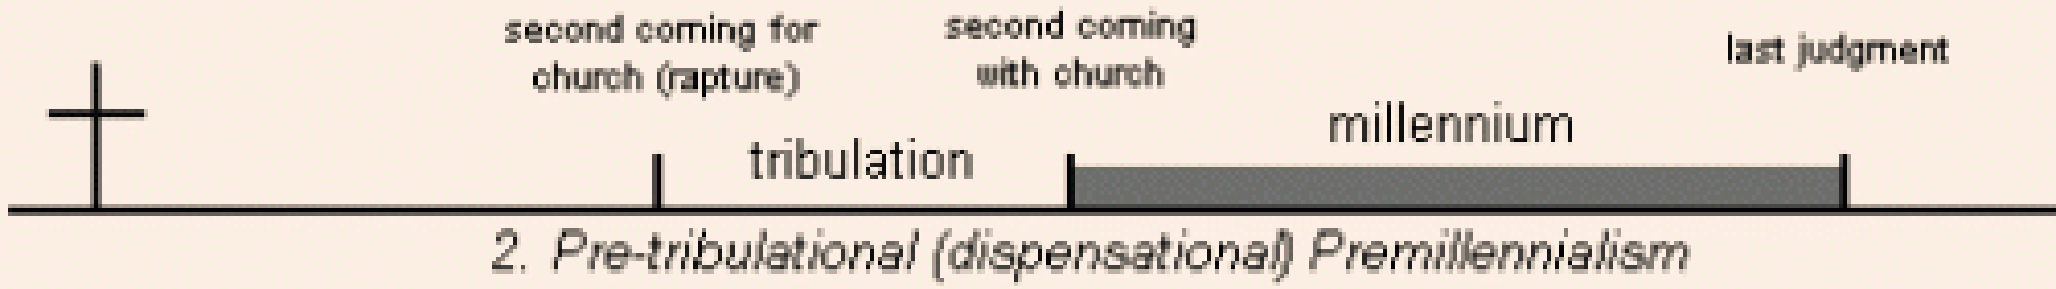 second coming for
church (rapture)
second coming
with church
last judgment
tribulation
millennium
2. Pre-tribulational (dispensational) Premillennialism